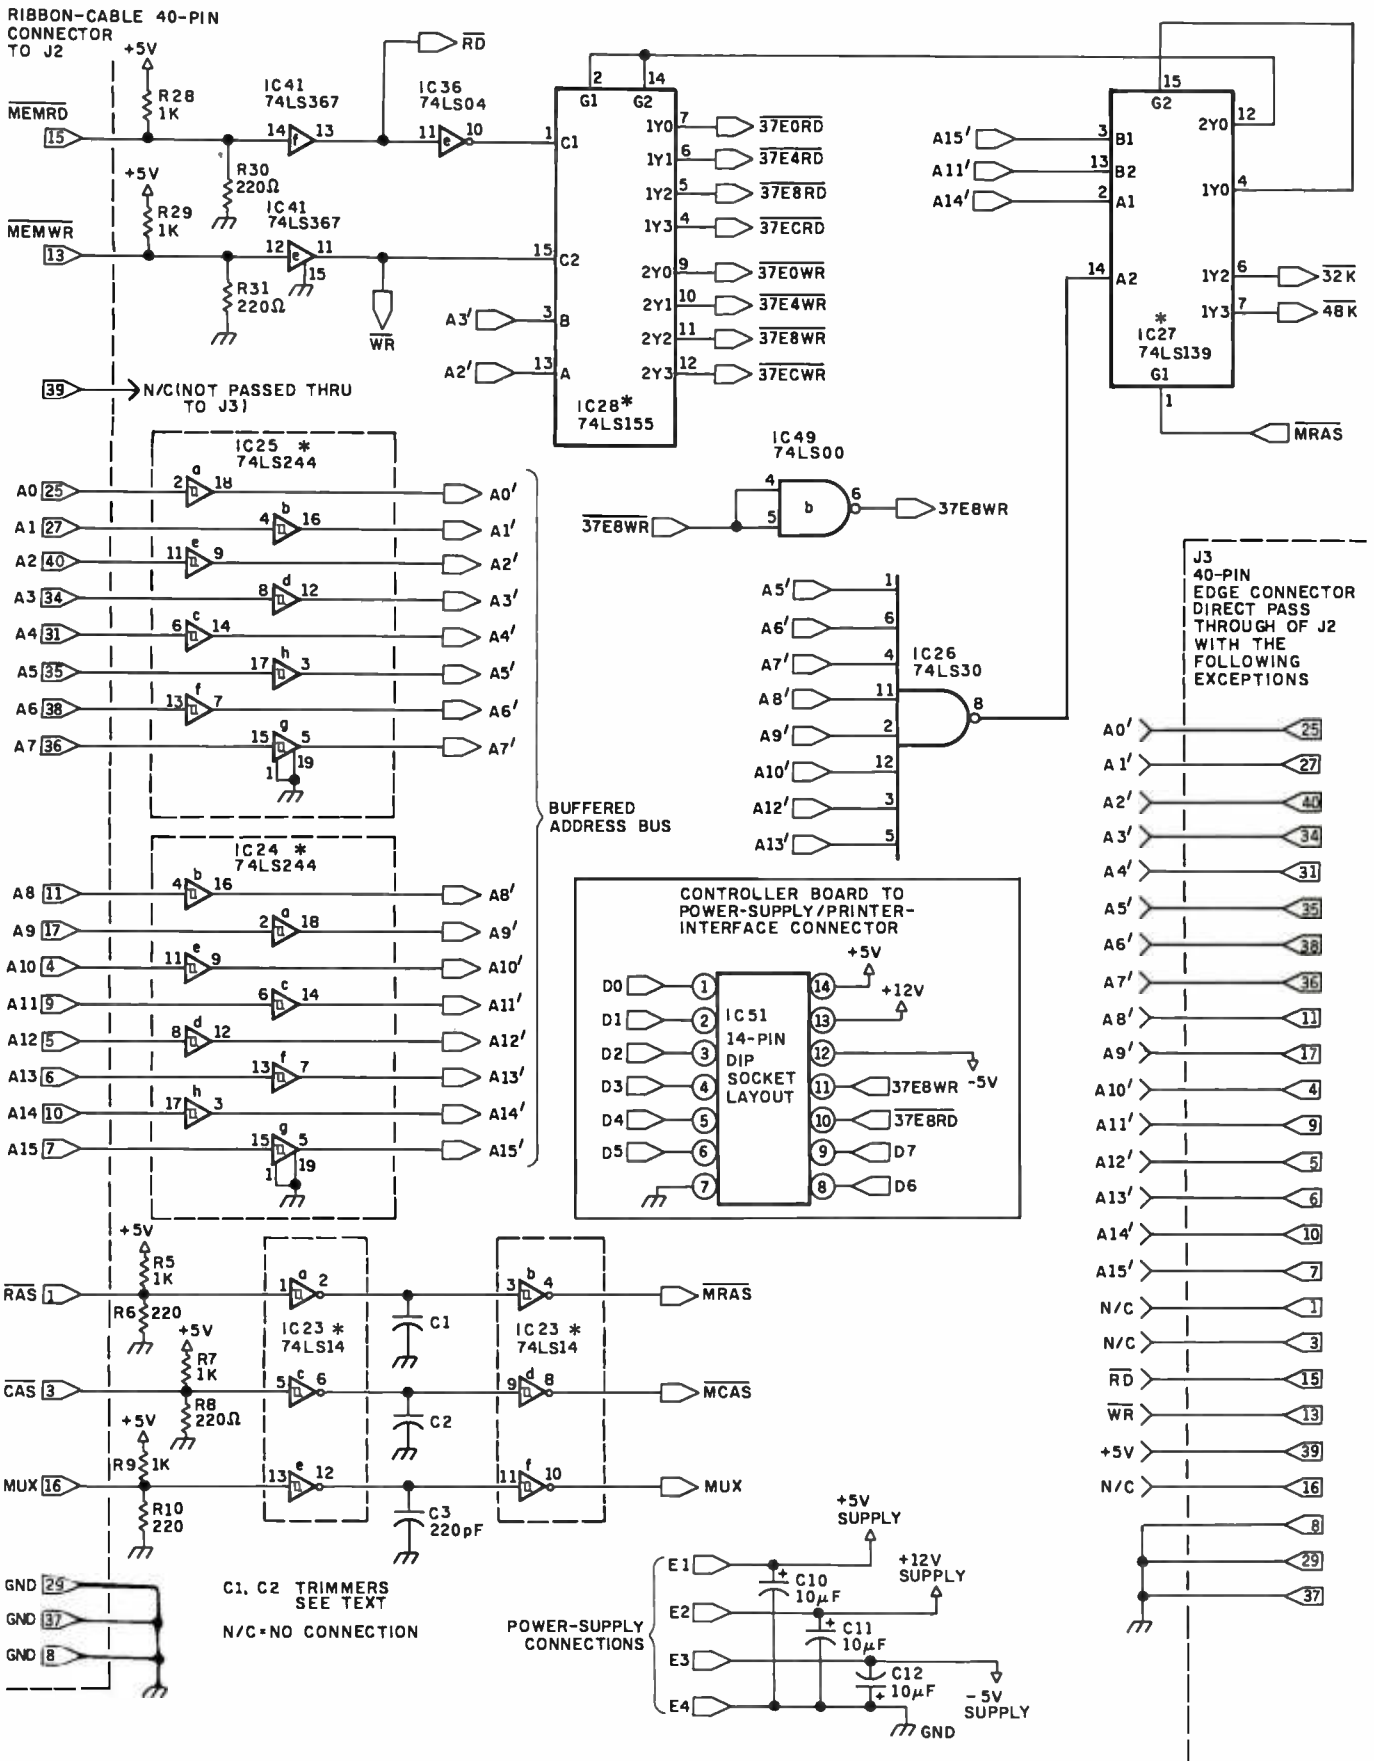 RIBBON-CABLE 40-PIN
CONNECTOR
TO J2
+5V
R28
1K
MEMRD
15
IC41
74LS367
14
f
13
RD
IC36
74LS04
11
e
10
R30
220Ω
+5V
R29
1K
MEMWR
13
IC41
74LS367
12
e
11
15
R31
220Ω
WR
A3'
A2'
39
N/C(NOT PASSED THRU
TO J3)
2
14
G1
G2
1
C1
15
C2
3
B
13
A
1Y0
7
37E0RD
1Y1
6
37E4RD
1Y2
5
37E8RD
1Y3
4
37ECRD
2Y0
9
37E0WR
2Y1
10
37E4WR
2Y2
11
37E8WR
2Y3
12
37ECWR
IC28*
74LS155
15
G2
A15'
3
B1
A11'
13
B2
A14'
2
A1
14
A2
2Y0
12
1Y0
4
1Y2
6
32K
1Y3
7
48K
*
IC27
74LS139
G1
1
MRAS
IC25 *
74LS244
A0
25
2
a
18
A0'
A1
27
4
b
16
A1'
A2
40
11
e
9
A2'
A3
34
8
d
12
A3'
A4
31
6
c
14
A4'
A5
35
17
h
3
A5'
A6
38
13
f
7
A6'
A7
36
15
g
5
A7'
1
19
BUFFERED
ADDRESS BUS
IC24 *
74LS244
A8
11
4
b
16
A8'
A9
17
2
a
18
A9'
A10
4
11
e
9
A10'
A11
9
6
c
14
A11'
A12
5
8
d
12
A12'
A13
6
13
f
7
A13'
A14
10
17
h
3
A14'
A15
7
15
g
5
A15'
1
19
IC49
74LS00
37E8WR
4
5
b
6
37E8WR
A5'
1
A6'
6
A7'
4
A8'
11
A9'
2
A10'
12
A12'
3
A13'
5
IC26
74LS30
8
CONTROLLER BOARD TO
POWER-SUPPLY/PRINTER-
INTERFACE CONNECTOR
IC51
14-PIN
DIP
SOCKET
LAYOUT
D0
1
D1
2
D2
3
D3
4
D4
5
D5
6
7
14
+5V
13
+12V
12
-5V
11
37E8WR
10
37E8RD
9
D7
8
D6
J3
40-PIN
EDGE CONNECTOR
DIRECT PASS
THROUGH OF J2
WITH THE
FOLLOWING
EXCEPTIONS
A0'
25
A1'
27
A2'
40
A3'
34
A4'
31
A5'
35
A6'
38
A7'
36
A8'
11
A9'
17
A10'
4
A11'
9
A12'
5
A13'
6
A14'
10
A15'
7
N/C
1
N/C
3
RD
15
WR
13
+5V
39
N/C
16
8
29
37
+5V
R5
1K
RAS
1
R6
220
1
a
2
C1
3
b
4
MRAS
IC23 *
74LS14
IC23 *
74LS14
+5V
R7
1K
CAS
3
R8
220Ω
5
c
6
C2
9
d
8
MCAS
+5V
R9
1K
MUX
16
R10
220
13
e
12
C3
220pF
11
f
10
MUX
GND
29
GND
37
GND
8
C1, C2 TRIMMERS
SEE TEXT
N/C=NO CONNECTION
POWER-SUPPLY
CONNECTIONS
E1
E2
E3
E4
+5V
SUPPLY
+12V
SUPPLY
+
C10
10μF
+
C11
10μF
C12
+
10μF
-5V
SUPPLY
GND